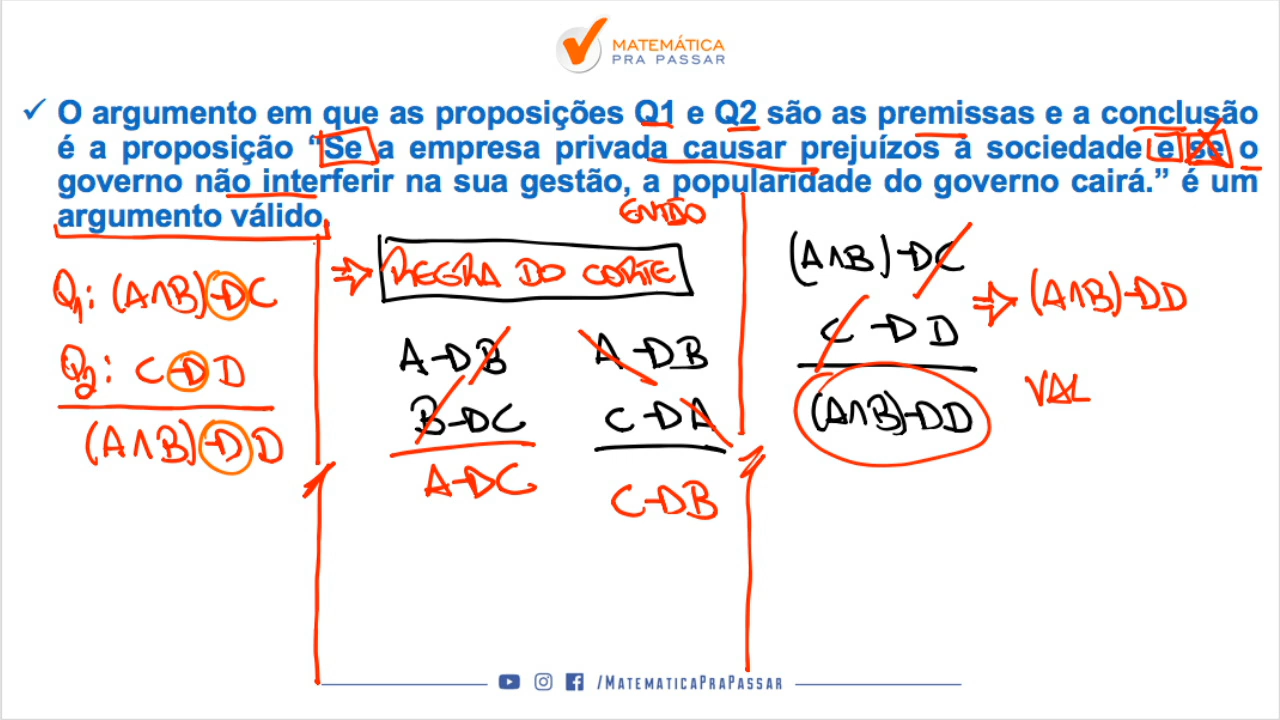 MATEMÁTICA
PRA PASSAR
✓ O argumento em que as proposições Q1 e Q2 são as premissas e a conclusão
é a proposição “Se a empresa privada causar prejuízos à sociedade e se o
governo não interferir na sua gestão, a popularidade do governo cairá.” é um
argumento válido.
ENTÃO
Q1: (A∧B)→C
Q2: C→D
(A∧B)→D
⇒ REGRA DO CORTE
A→B
B→C
A→C
A→B
C→A
C→B
(A∧B)→C
C→D
(A∧B)→D
⇒ (A∧B)→D
VAL
/MATEMATICAPRAPASSAR